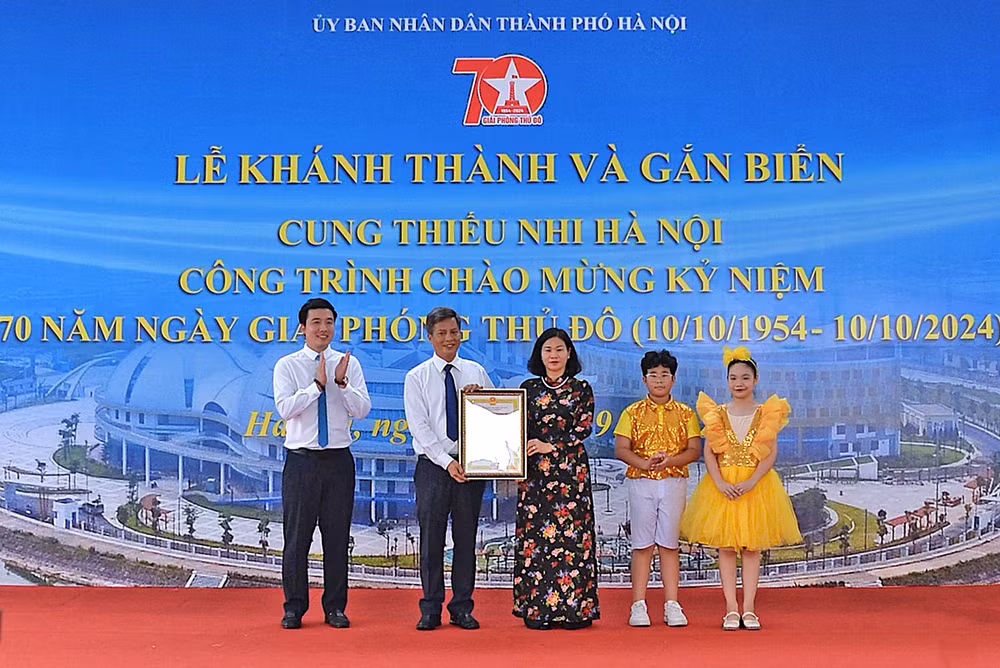 ỦY BAN NHÂN DÂN THÀNH PHỐ HÀ NỘI
70
1954-2024
GIẢI PHÓNG THỦ ĐÔ
LỄ KHÁNH THÀNH VÀ GẮN BIỂN
CUNG THIẾU NHI HÀ NỘI
CÔNG TRÌNH CHÀO MỪNG KỶ NIỆM
70 NĂM NGÀY GIẢI PHÓNG THỦ ĐÔ (10/10/1954- 10/10/2024)